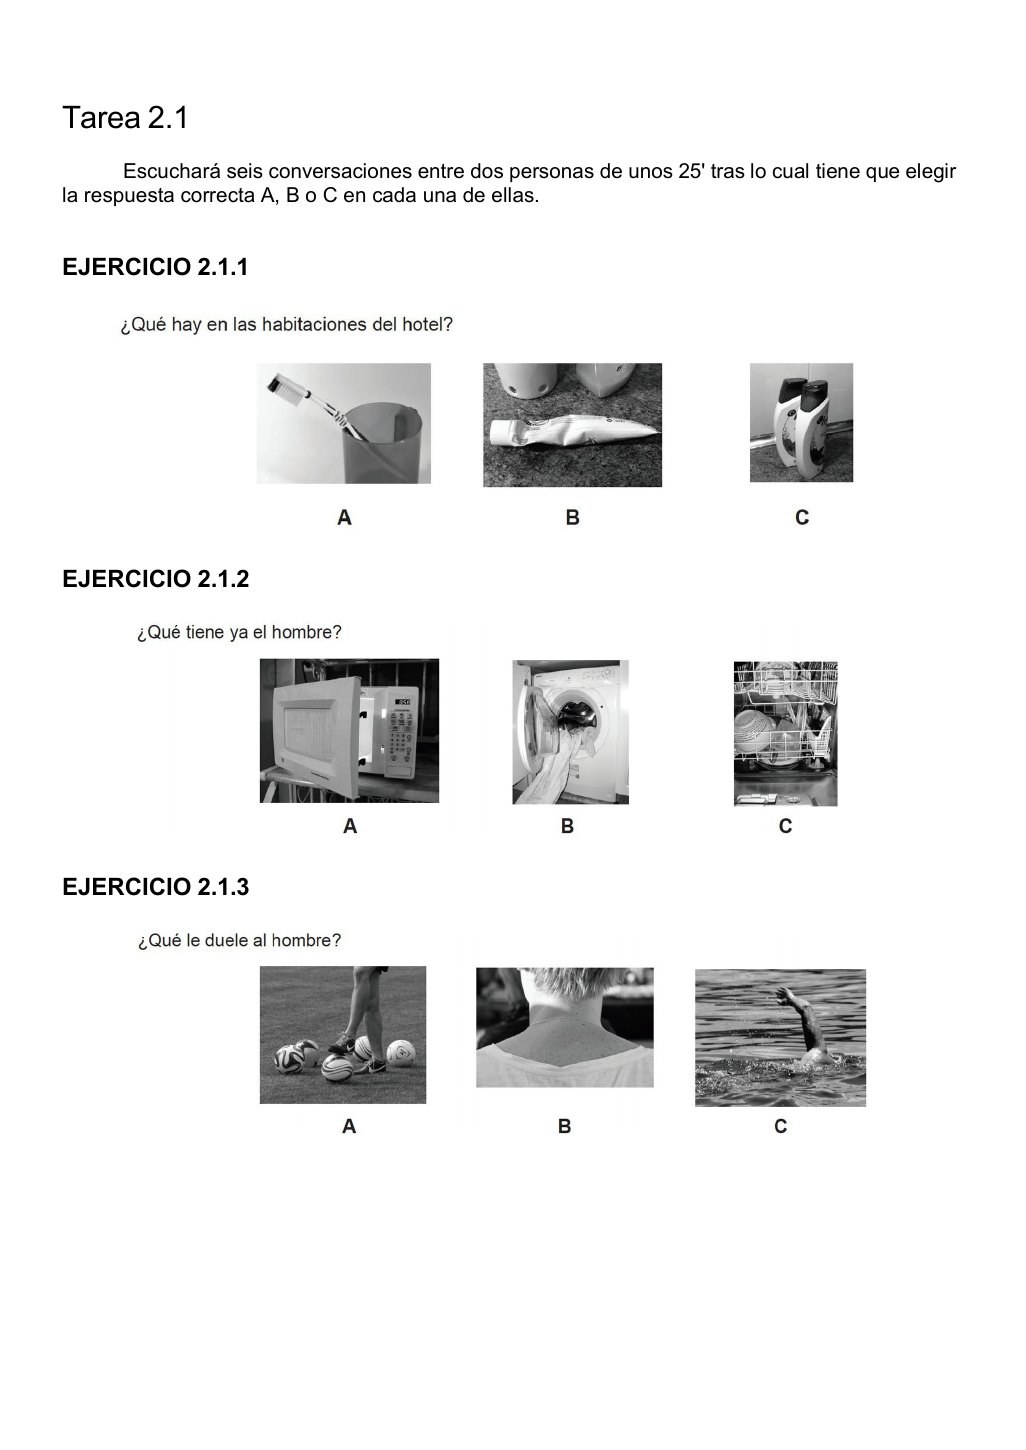 Tarea 2.1
Escuchará seis conversaciones entre dos personas de unos 25' tras lo cual tiene que elegir
la respuesta correcta A, B o C en cada una de ellas.
EJERCICIO 2.1.1
¿Qué hay en las habitaciones del hotel?
A B C
EJERCICIO 2.1.2
¿Qué tiene ya el hombre?
A B C
EJERCICIO 2.1.3
¿Qué le duele al hombre?
A B C